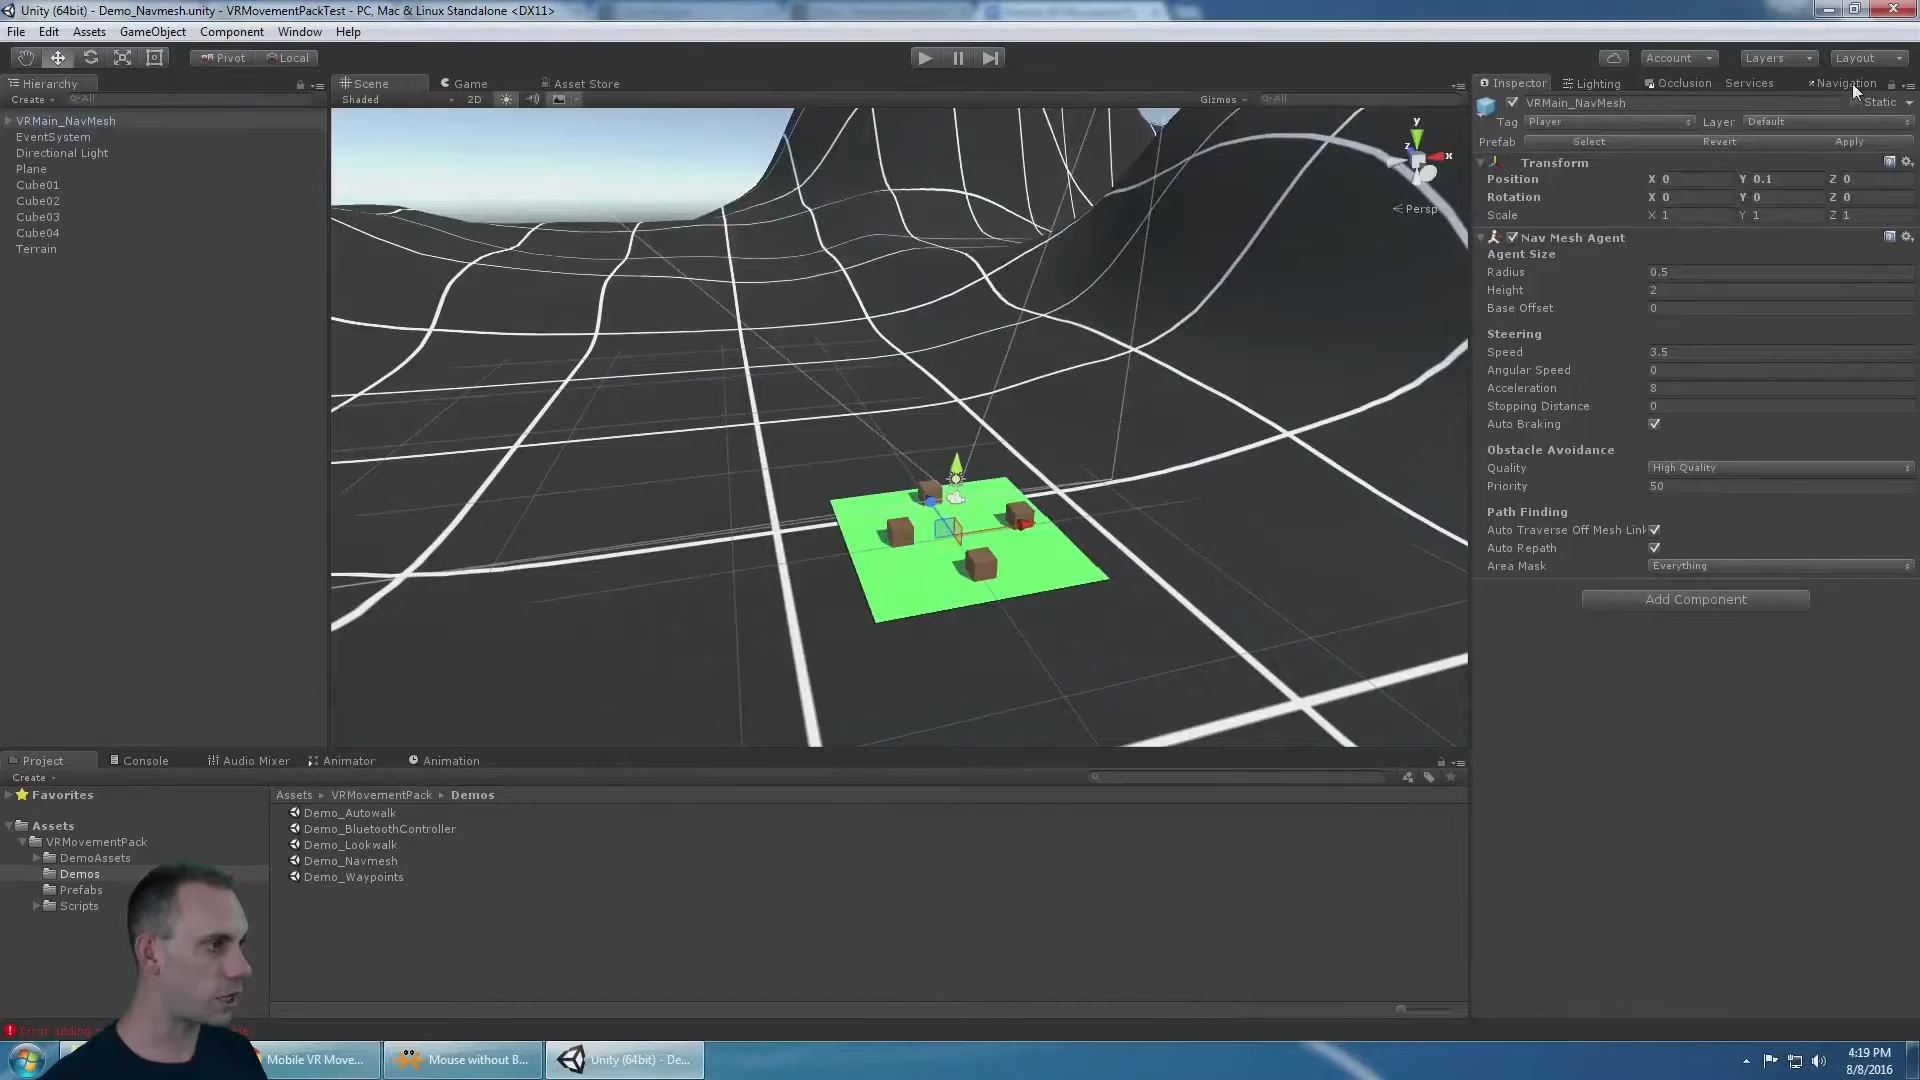 Unity (64bit) - Demo_Navmesh.unity - VRMovementPackTest - PC, Mac & Linux Standalone <DX11>
File Edit Assets GameObject Component Window Help
Pivot Local Account Layers Layout
Hierarchy
Create All
VRMain_NavMesh
EventSystem
Directional Light
Plane
Cube01
Cube02
Cube03
Cube04
Terrain
Scene Game Asset Store
Shaded 2D Gizmos All
y
x
z
Persp
Inspector Lighting Occlusion Services Navigation
VRMain_NavMesh Static
Tag Player Layer Default
Prefab Select Revert Apply
Transform
Position X 0 Y 0.1 Z 0
Rotation X 0 Y 0 Z 0
Scale X 1 Y 1 Z 1
Nav Mesh Agent
Agent Size
Radius 0.5
Height 2
Base Offset 0
Steering
Speed 3.5
Angular Speed 0
Acceleration 8
Stopping Distance 0
Auto Braking
Obstacle Avoidance
Quality High Quality
Priority 50
Path Finding
Auto Traverse Off Mesh Link
Auto Repath
Area Mask Everything
Add Component
Project Console Audio Mixer Animator Animation
Create
Favorites
Assets
VRMovementPack
DemoAssets
Demos
Prefabs
Scripts
Assets VRMovementPack Demos
Demo_Autowalk
Demo_BluetoothController
Demo_Lookwalk
Demo_Navmesh
Demo_Waypoints
Error adding
Mobile VR Move... Mouse without B... Unity (64bit) - De...
4:19 PM
8/8/2016